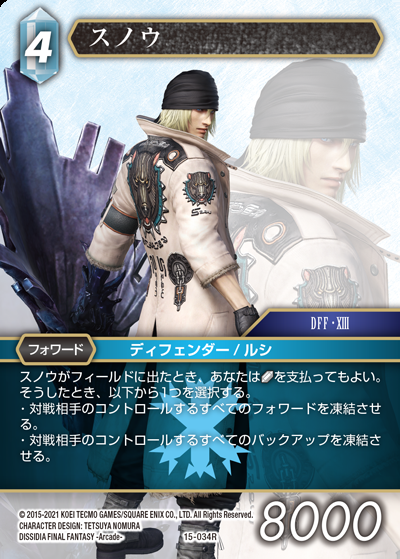 4
スノウ
DFF・XIII
フォワード
ディフェンダー / ルシ
スノウがフィールドに出たとき、あなたは を支払ってもよい。
そうしたとき、以下から1つを選択する。
・対戦相手のコントロールするすべてのフォワードを凍結させ
る。
・対戦相手のコントロールするすべてのバックアップを凍結さ
せる。
© 2015-2021 KOEI TECMO GAMES/SQUARE ENIX CO., LTD. All Rights Reserved.
CHARACTER DESIGN: TETSUYA NOMURA
DISSIDIA FINAL FANTASY -Arcade-
15-034R
8000